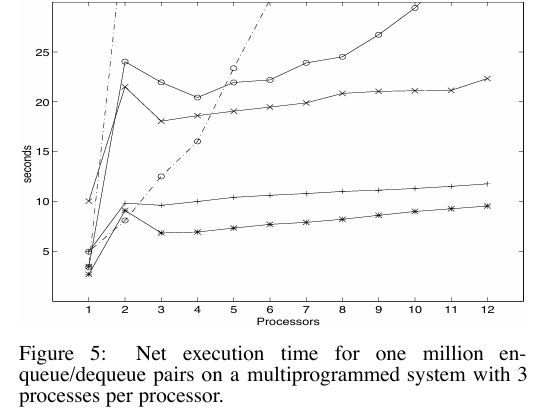 25
20
15
10
5
seconds
1 2 3 4 5 6 7 8 9 10 11 12
Processors
Figure 5: Net execution time for one million en-
queue/dequeue pairs on a multiprogrammed system with 3
processes per processor.